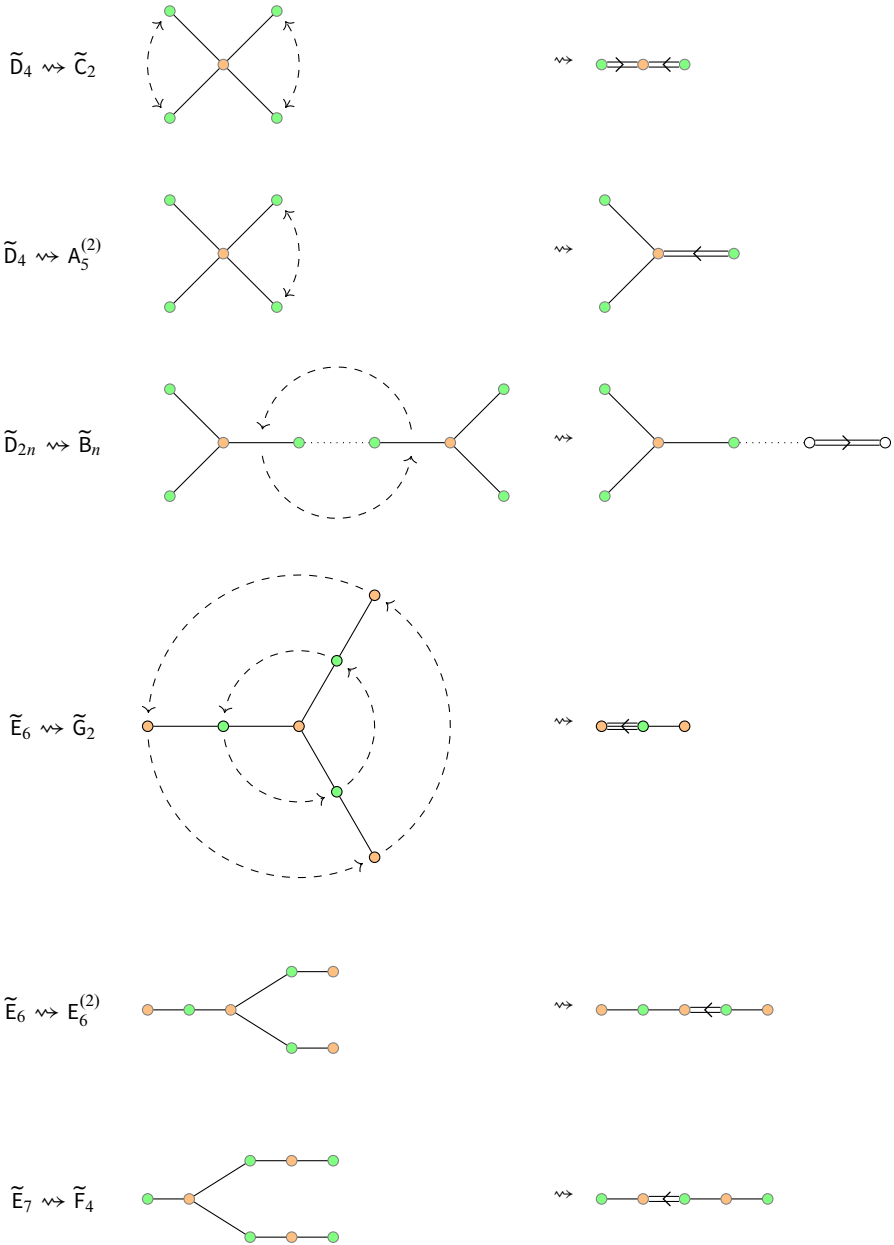 D̃₄ ⇝ C̃₂ ⇝
D̃₄ ⇝ A₅⁽²⁾ ⇝
D̃₂ₙ ⇝ B̃ₙ ⇝
Ẽ₆ ⇝ G̃₂ ⇝
Ẽ₆ ⇝ E₆⁽²⁾ ⇝
Ẽ₇ ⇝ F̃₄ ⇝